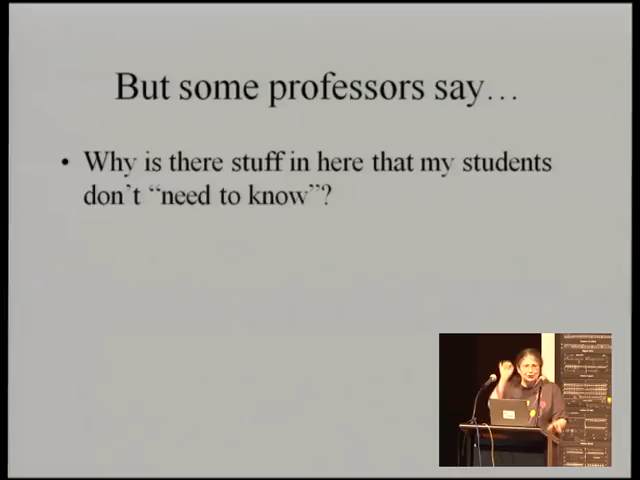 But some professors say…
• Why is there stuff in here that my students
don't “need to know”?